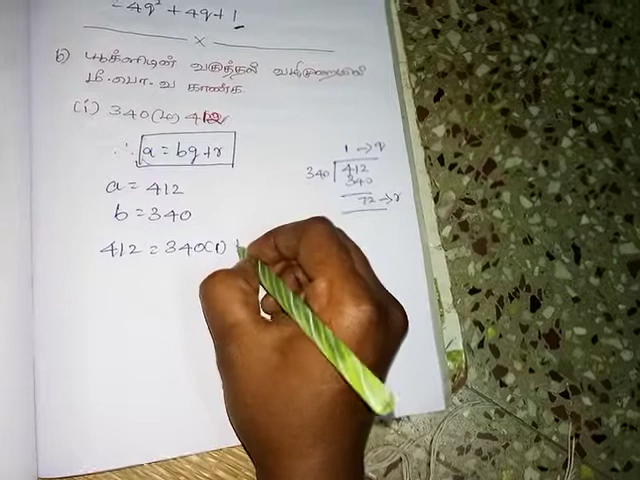 = 4q² + 4q + 1
x
b) யூக்ளிடின் வகுத்தல் வழிமுறையில்
மீ.பொ.வ காண்க
(i) 340 (ம) 412
∴ a = bq + r
a = 412
b = 340
412 = 340(1)
1 → q
340 412
340
72 → r